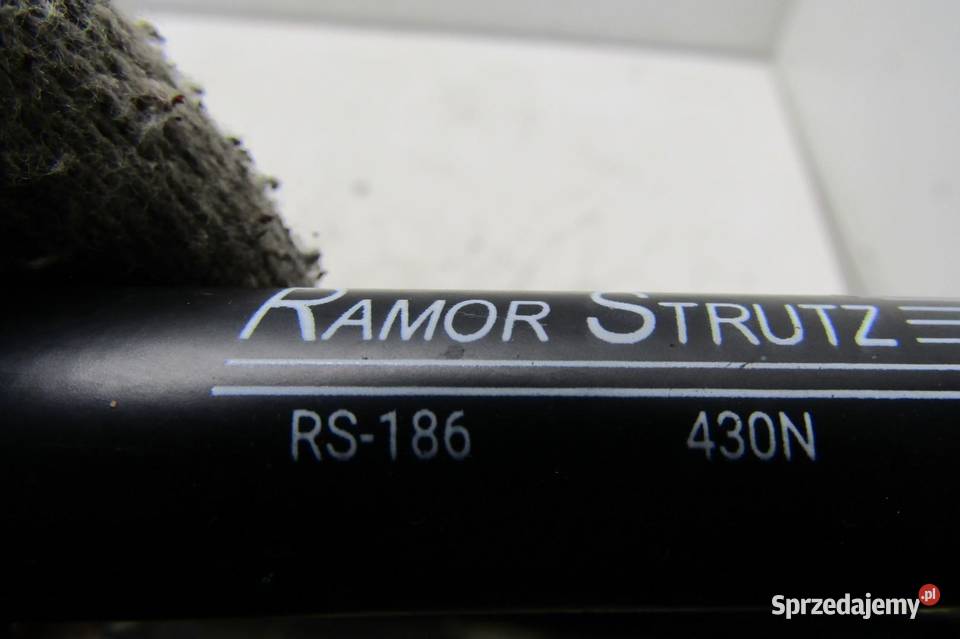 RAMOR STRUTZ
RS-186 430N
Sprzedajemy.pl